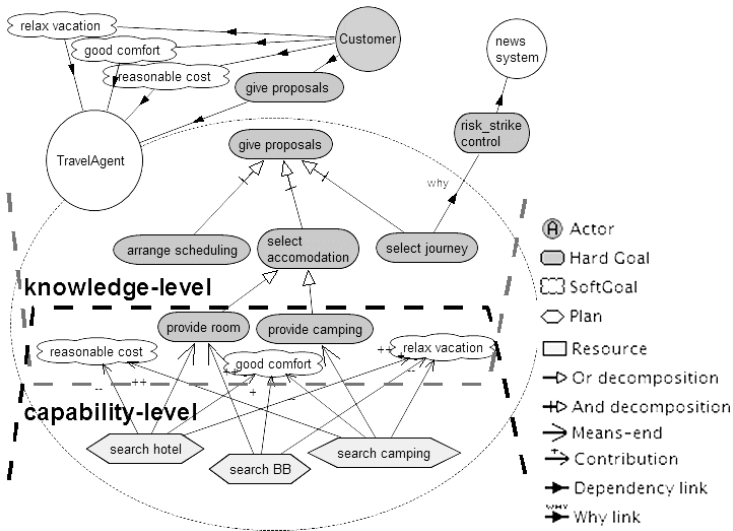 relax vacation
good comfort
reasonable cost
Customer
give proposals
news
system
TravelAgent
give proposals
risk_strike
control
why
arrange scheduling
select
accomodation
select journey
knowledge-level
provide room
provide camping
reasonable cost
good comfort
relax vacation
++
--
++
++
+
--
--
capability-level
search hotel
search BB
search camping
A Actor
Hard Goal
SoftGoal
Plan
Resource
Or decomposition
And decomposition
Means-end
+ Contribution
Dependency link
WHY Why link